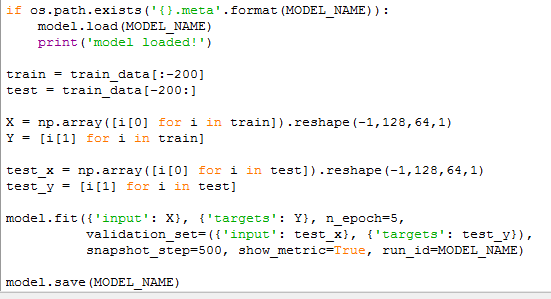 if os.path.exists('{}.meta'.format(MODEL_NAME)):
    model.load(MODEL_NAME)
    print('model loaded!')

train = train_data[:-200]
test = train_data[-200:]

X = np.array([i[0] for i in train]).reshape(-1,128,64,1)
Y = [i[1] for i in train]

test_x = np.array([i[0] for i in test]).reshape(-1,128,64,1)
test_y = [i[1] for i in test]

model.fit({'input': X}, {'targets': Y}, n_epoch=5,
          validation_set=({'input': test_x}, {'targets': test_y}),
          snapshot_step=500, show_metric=True, run_id=MODEL_NAME)

model.save(MODEL_NAME)